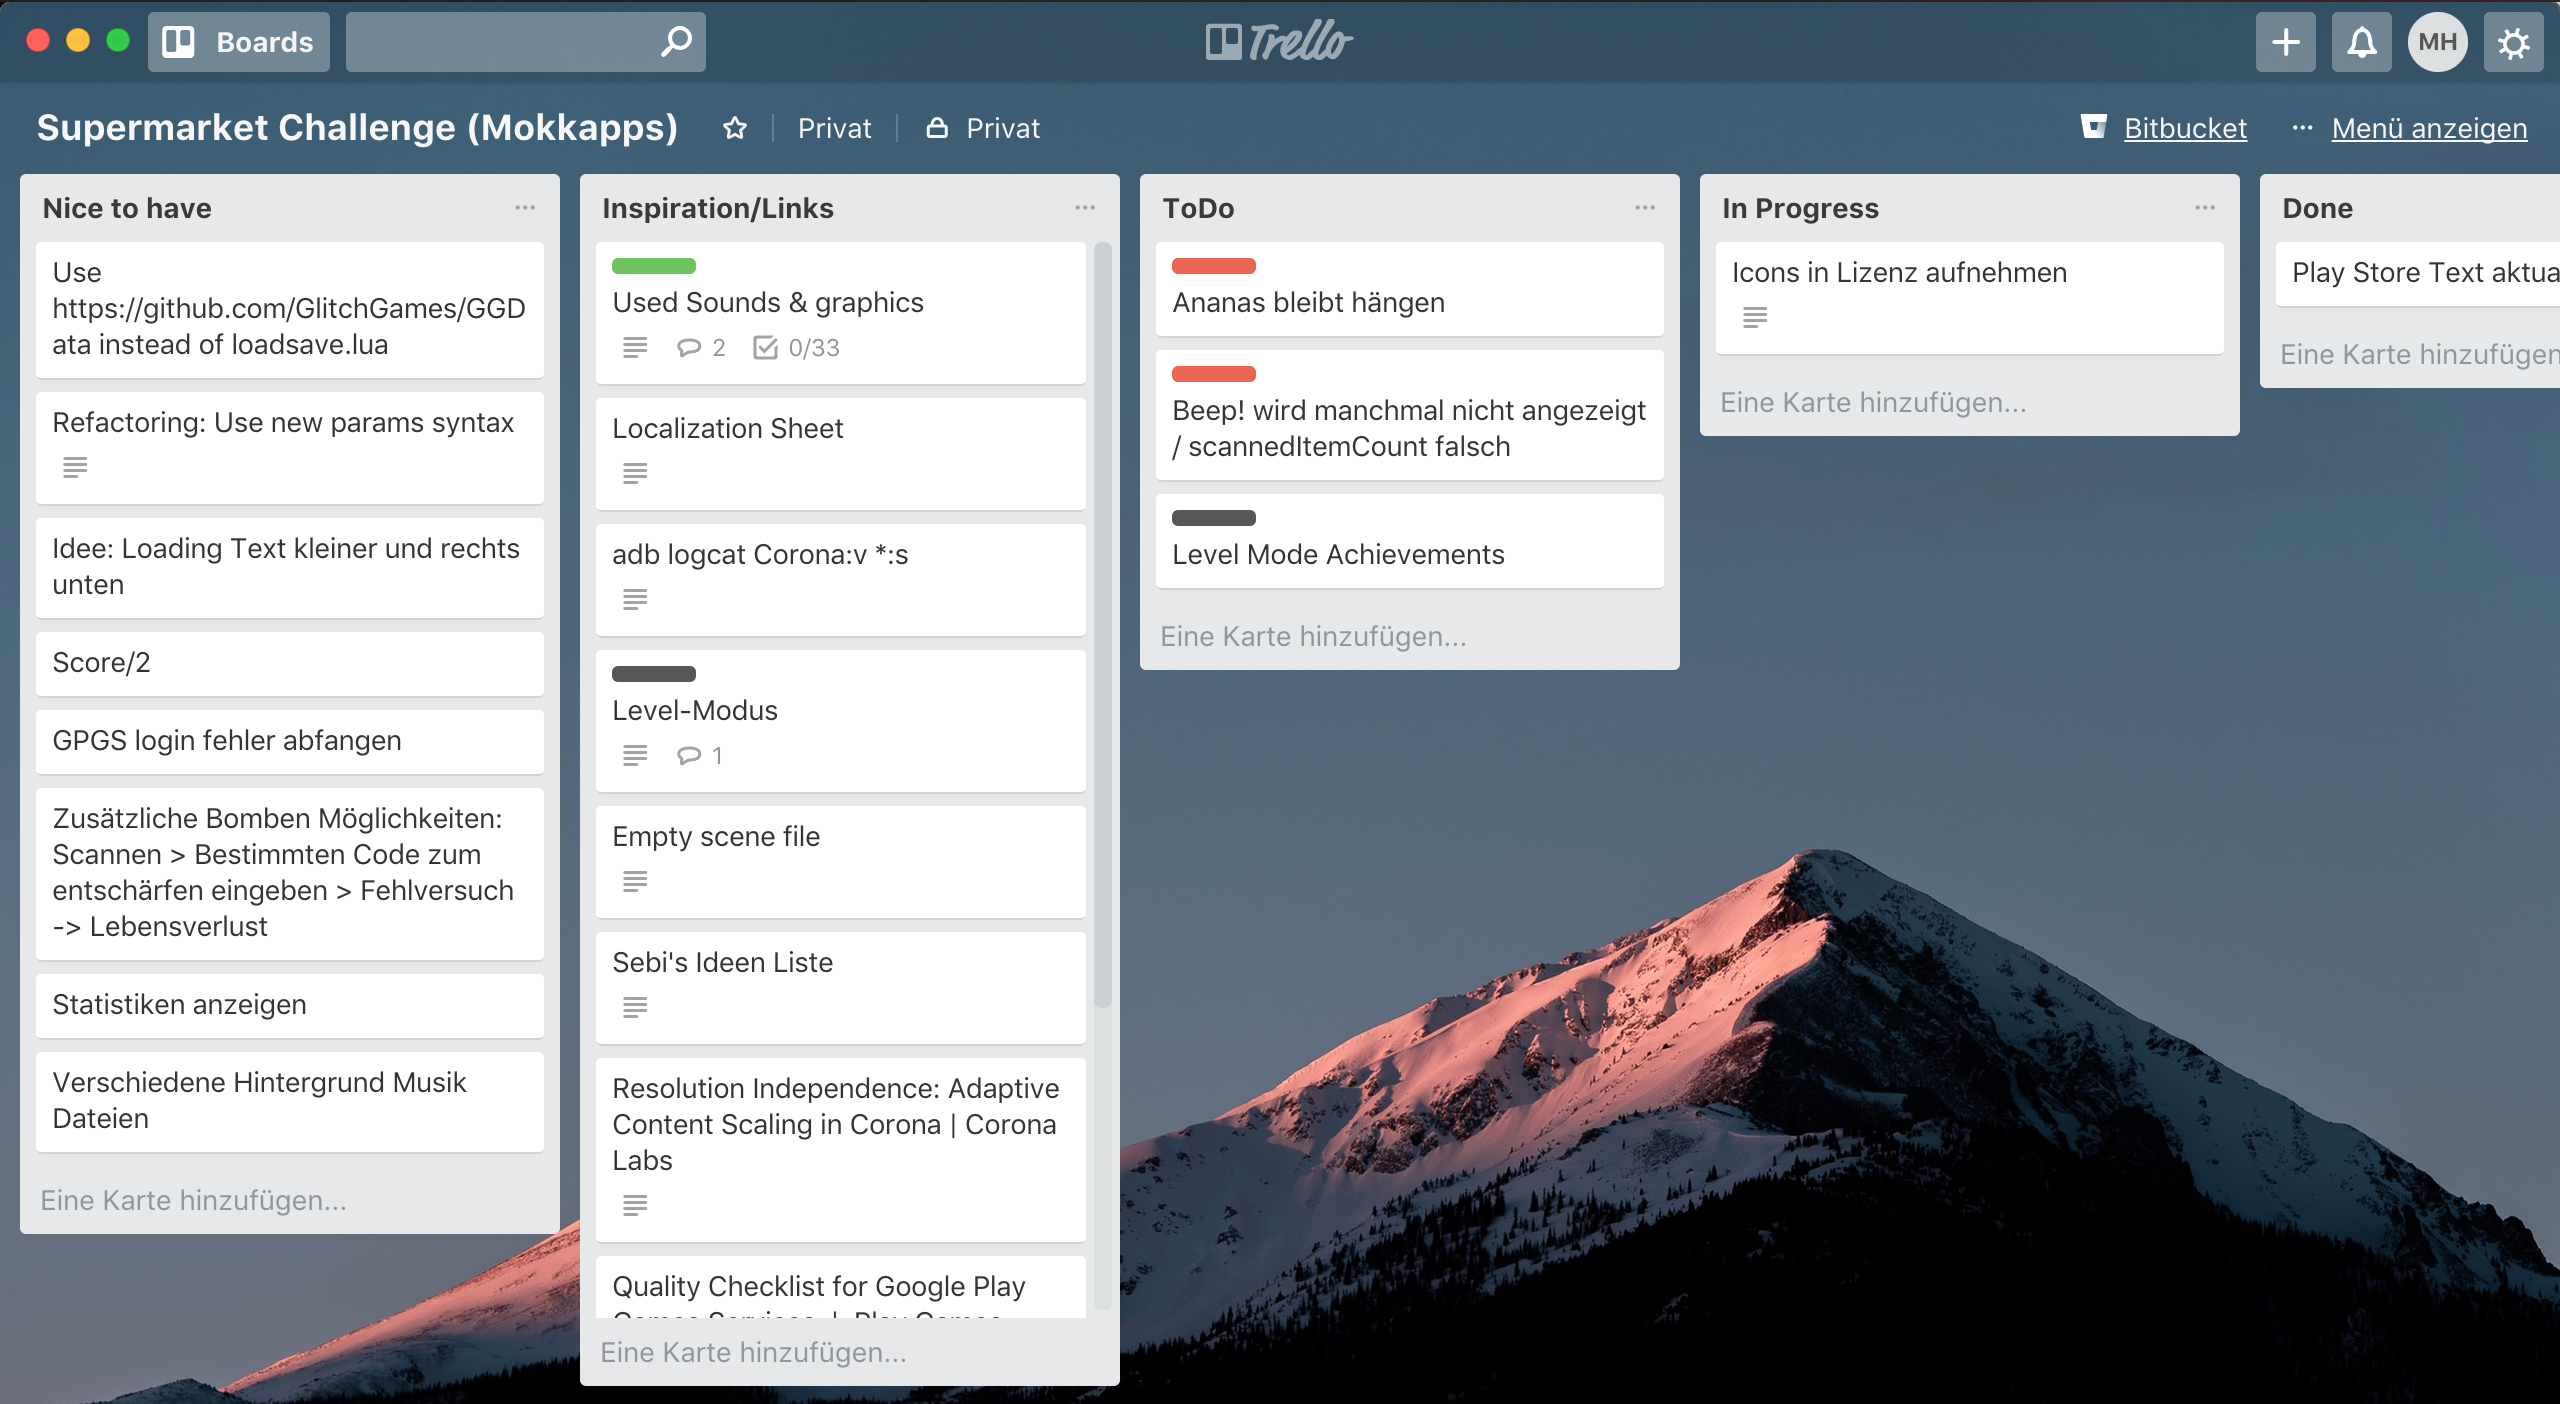 Boards
Trello
MH
Supermarket Challenge (Mokkapps)
Privat
Privat
Bitbucket
Menü anzeigen
Nice to have
Use
https://github.com/GlitchGames/GGD
ata instead of loadsave.lua
Refactoring: Use new params syntax
Idee: Loading Text kleiner und rechts
unten
Score/2
GPGS login fehler abfangen
Zusätzliche Bomben Möglichkeiten:
Scannen > Bestimmten Code zum
entschärfen eingeben > Fehlversuch
-> Lebensverlust
Statistiken anzeigen
Verschiedene Hintergrund Musik
Dateien
Eine Karte hinzufügen...
Inspiration/Links
Used Sounds & graphics
2 0/33
Localization Sheet
adb logcat Corona:v *:s
Level-Modus
1
Empty scene file
Sebi's Ideen Liste
Resolution Independence: Adaptive
Content Scaling in Corona | Corona
Labs
Quality Checklist for Google Play
Games Services | Play Games
Eine Karte hinzufügen...
ToDo
Ananas bleibt hängen
Beep! wird manchmal nicht angezeigt
/ scannedItemCount falsch
Level Mode Achievements
Eine Karte hinzufügen...
In Progress
Icons in Lizenz aufnehmen
Eine Karte hinzufügen...
Done
Play Store Text aktua
Eine Karte hinzufügen